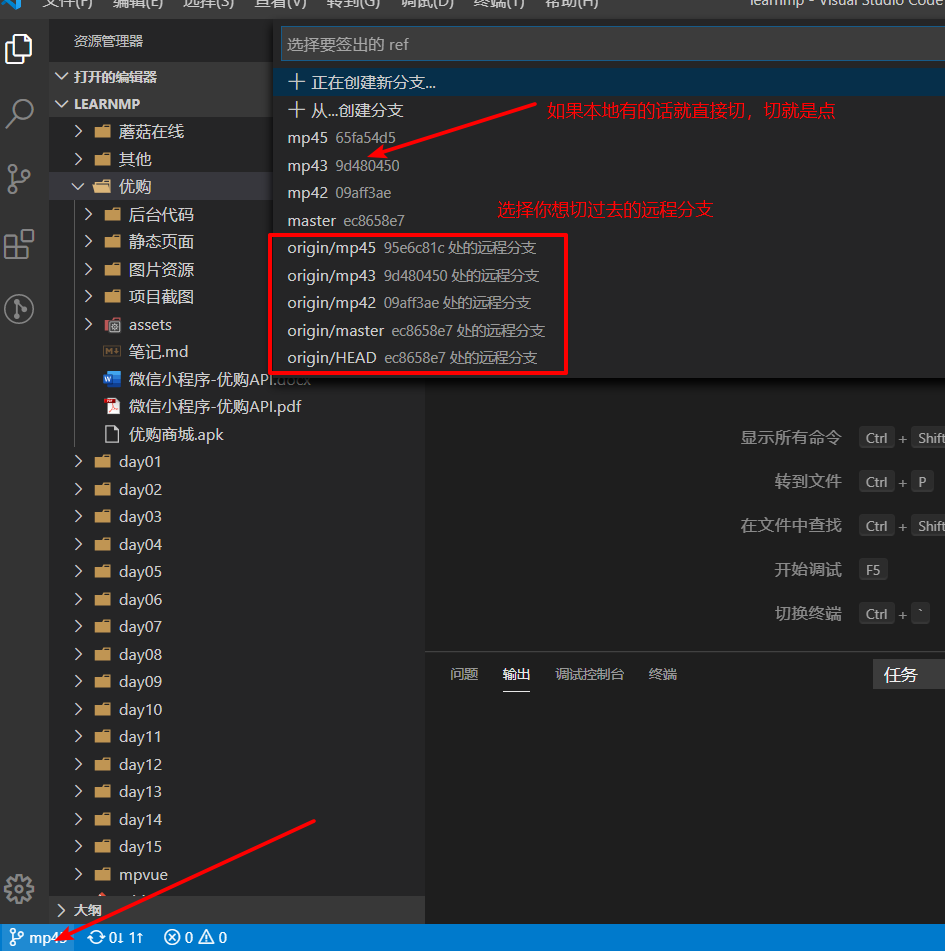 文件(F) 编辑(E) 选择(S) 查看(V) 转到(G) 调试(D) 终端(T) 帮助(H)
learnmp - Visual Studio Code
资源管理器
选择要签出的 ref
打开的编辑器
正在创建新分支...
LEARNMP
从...创建分支
如果本地有的话就直接切，切就是点
蘑菇在线
mp45 65fa54d5
其他
mp43 9d480450
优购
mp42 09aff3ae
后台代码
master ec8658e7
选择你想切过去的远程分支
静态页面
origin/mp45 95e6c81c 处的远程分支
图片资源
origin/mp43 9d480450 处的远程分支
项目截图
origin/mp42 09aff3ae 处的远程分支
assets
origin/master ec8658e7 处的远程分支
笔记.md
origin/HEAD ec8658e7 处的远程分支
微信小程序-优购API.docx
微信小程序-优购API.pdf
优购商城.apk
显示所有命令 Ctrl + Shift
day01
转到文件 Ctrl + P
day02
day03
在文件中查找 Ctrl + Shift
day04
day05
开始调试 F5
day06
切换终端 Ctrl + `
day07
day08
问题 输出 调试控制台 终端
任务
day09
day10
day11
day12
day13
day14
day15
mpvue
大纲
0↓ 1↑ 0 0